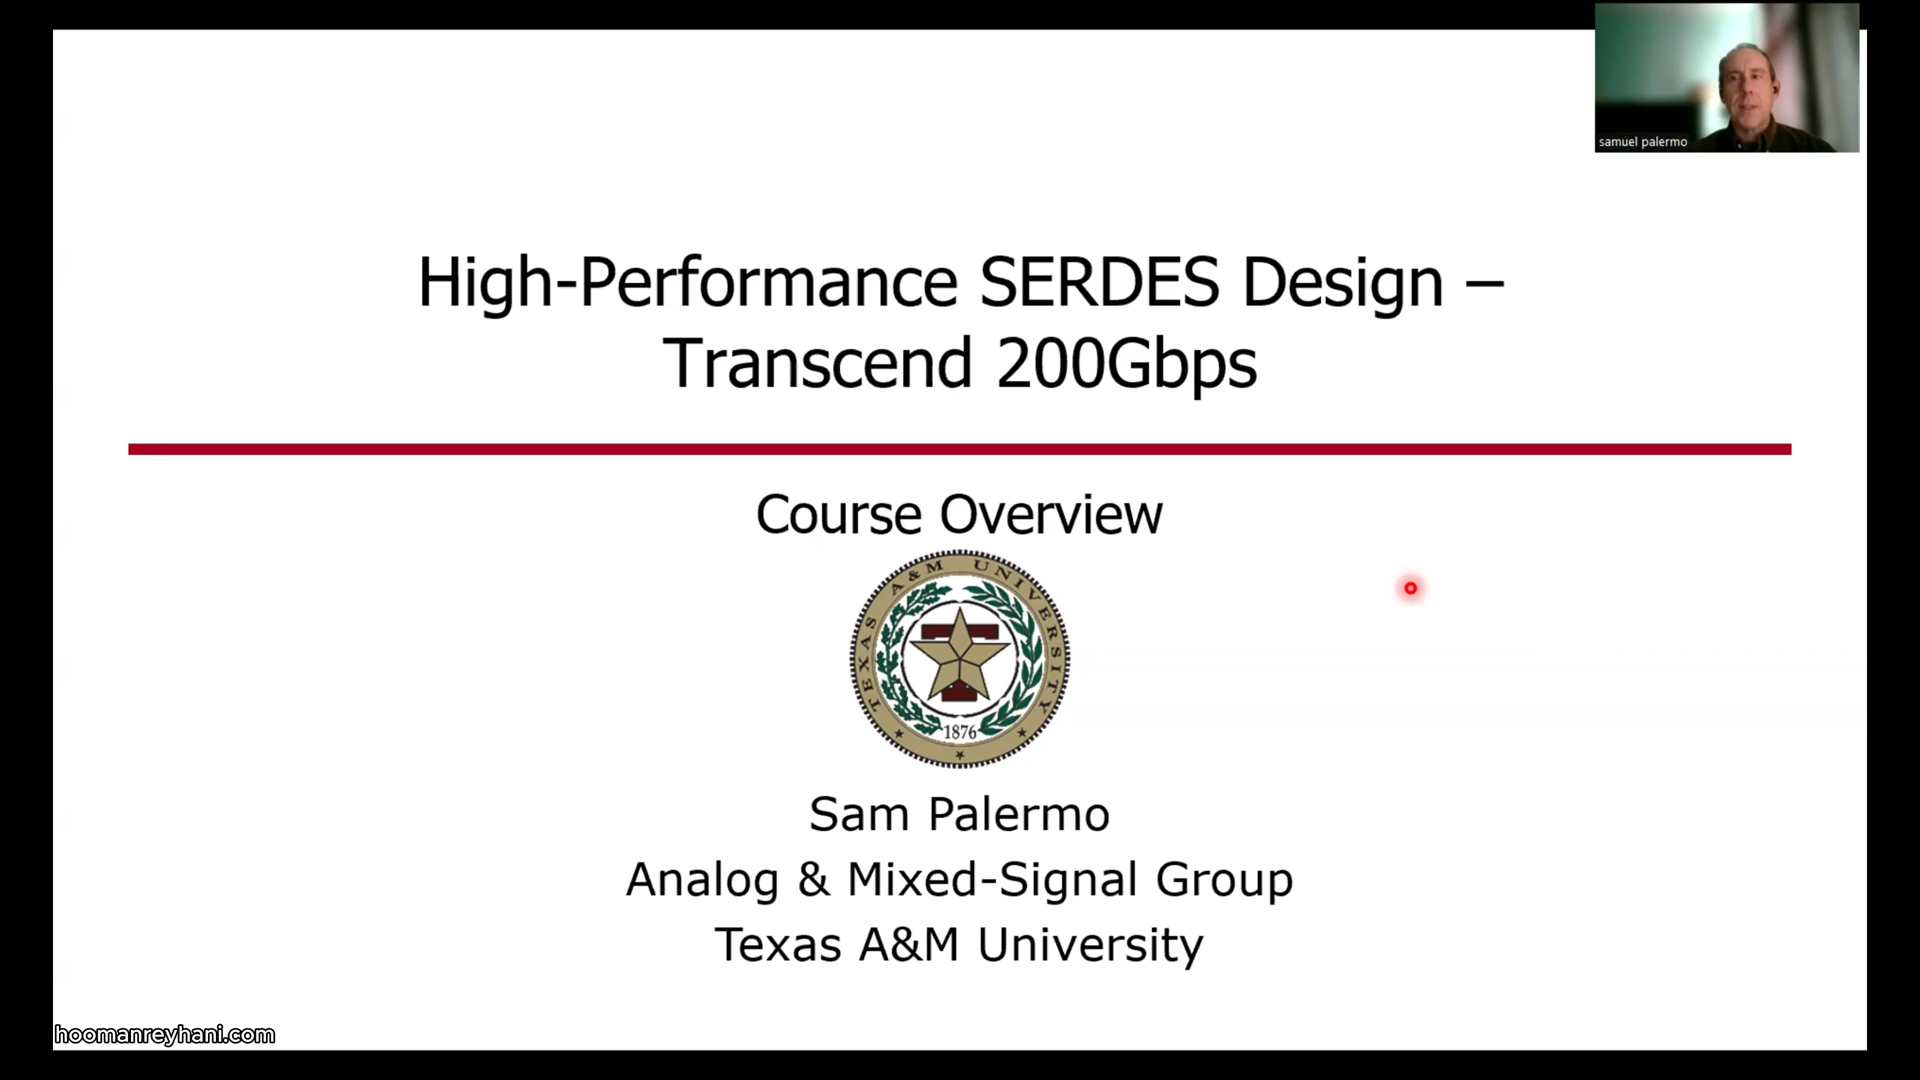 samuel palermo
High-Performance SERDES Design –
Transcend 200Gbps
Course Overview
TEXAS A&M UNIVERSITY
1876
Sam Palermo
Analog & Mixed-Signal Group
Texas A&M University
hoomanreyhani.com